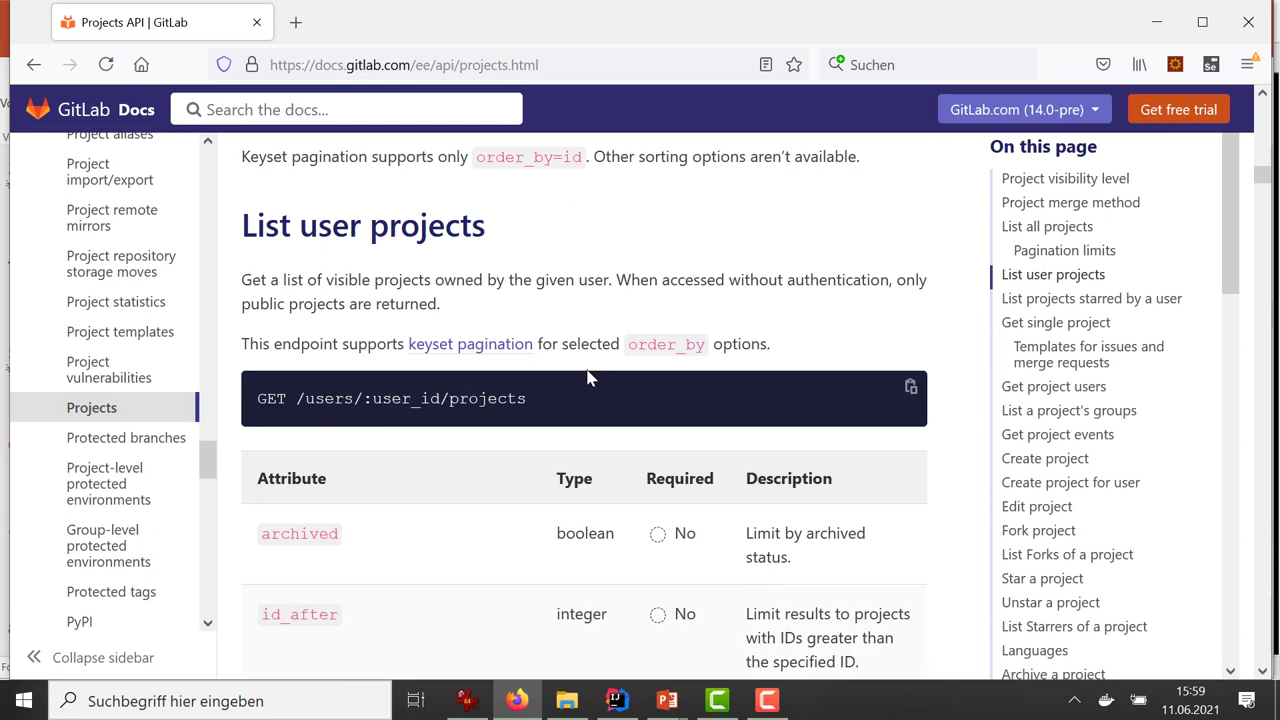 Projects API | GitLab
https://docs.gitlab.com/ee/api/projects.html
Suchen
GitLab Docs
Search the docs...
GitLab.com (14.0-pre)
Get free trial
Project aliases
Project
import/export
Project remote
mirrors
Project repository
storage moves
Project statistics
Project templates
Project
vulnerabilities
Projects
Protected branches
Project-level
protected
environments
Group-level
protected
environments
Protected tags
PyPI
Collapse sidebar
Keyset pagination supports only order_by=id. Other sorting options aren’t available.
List user projects
Get a list of visible projects owned by the given user. When accessed without authentication, only
public projects are returned.
This endpoint supports keyset pagination for selected order_by options.
GET /users/:user_id/projects
Attribute Type Required Description
archived boolean No Limit by archived
status.
id_after integer No Limit results to projects
with IDs greater than
the specified ID.
On this page
Project visibility level
Project merge method
List all projects
Pagination limits
List user projects
List projects starred by a user
Get single project
Templates for issues and
merge requests
Get project users
List a project’s groups
Get project events
Create project
Create project for user
Edit project
Fork project
List Forks of a project
Star a project
Unstar a project
List Starrers of a project
Languages
Archive a project
Suchbegriff hier eingeben
15:59
11.06.2021